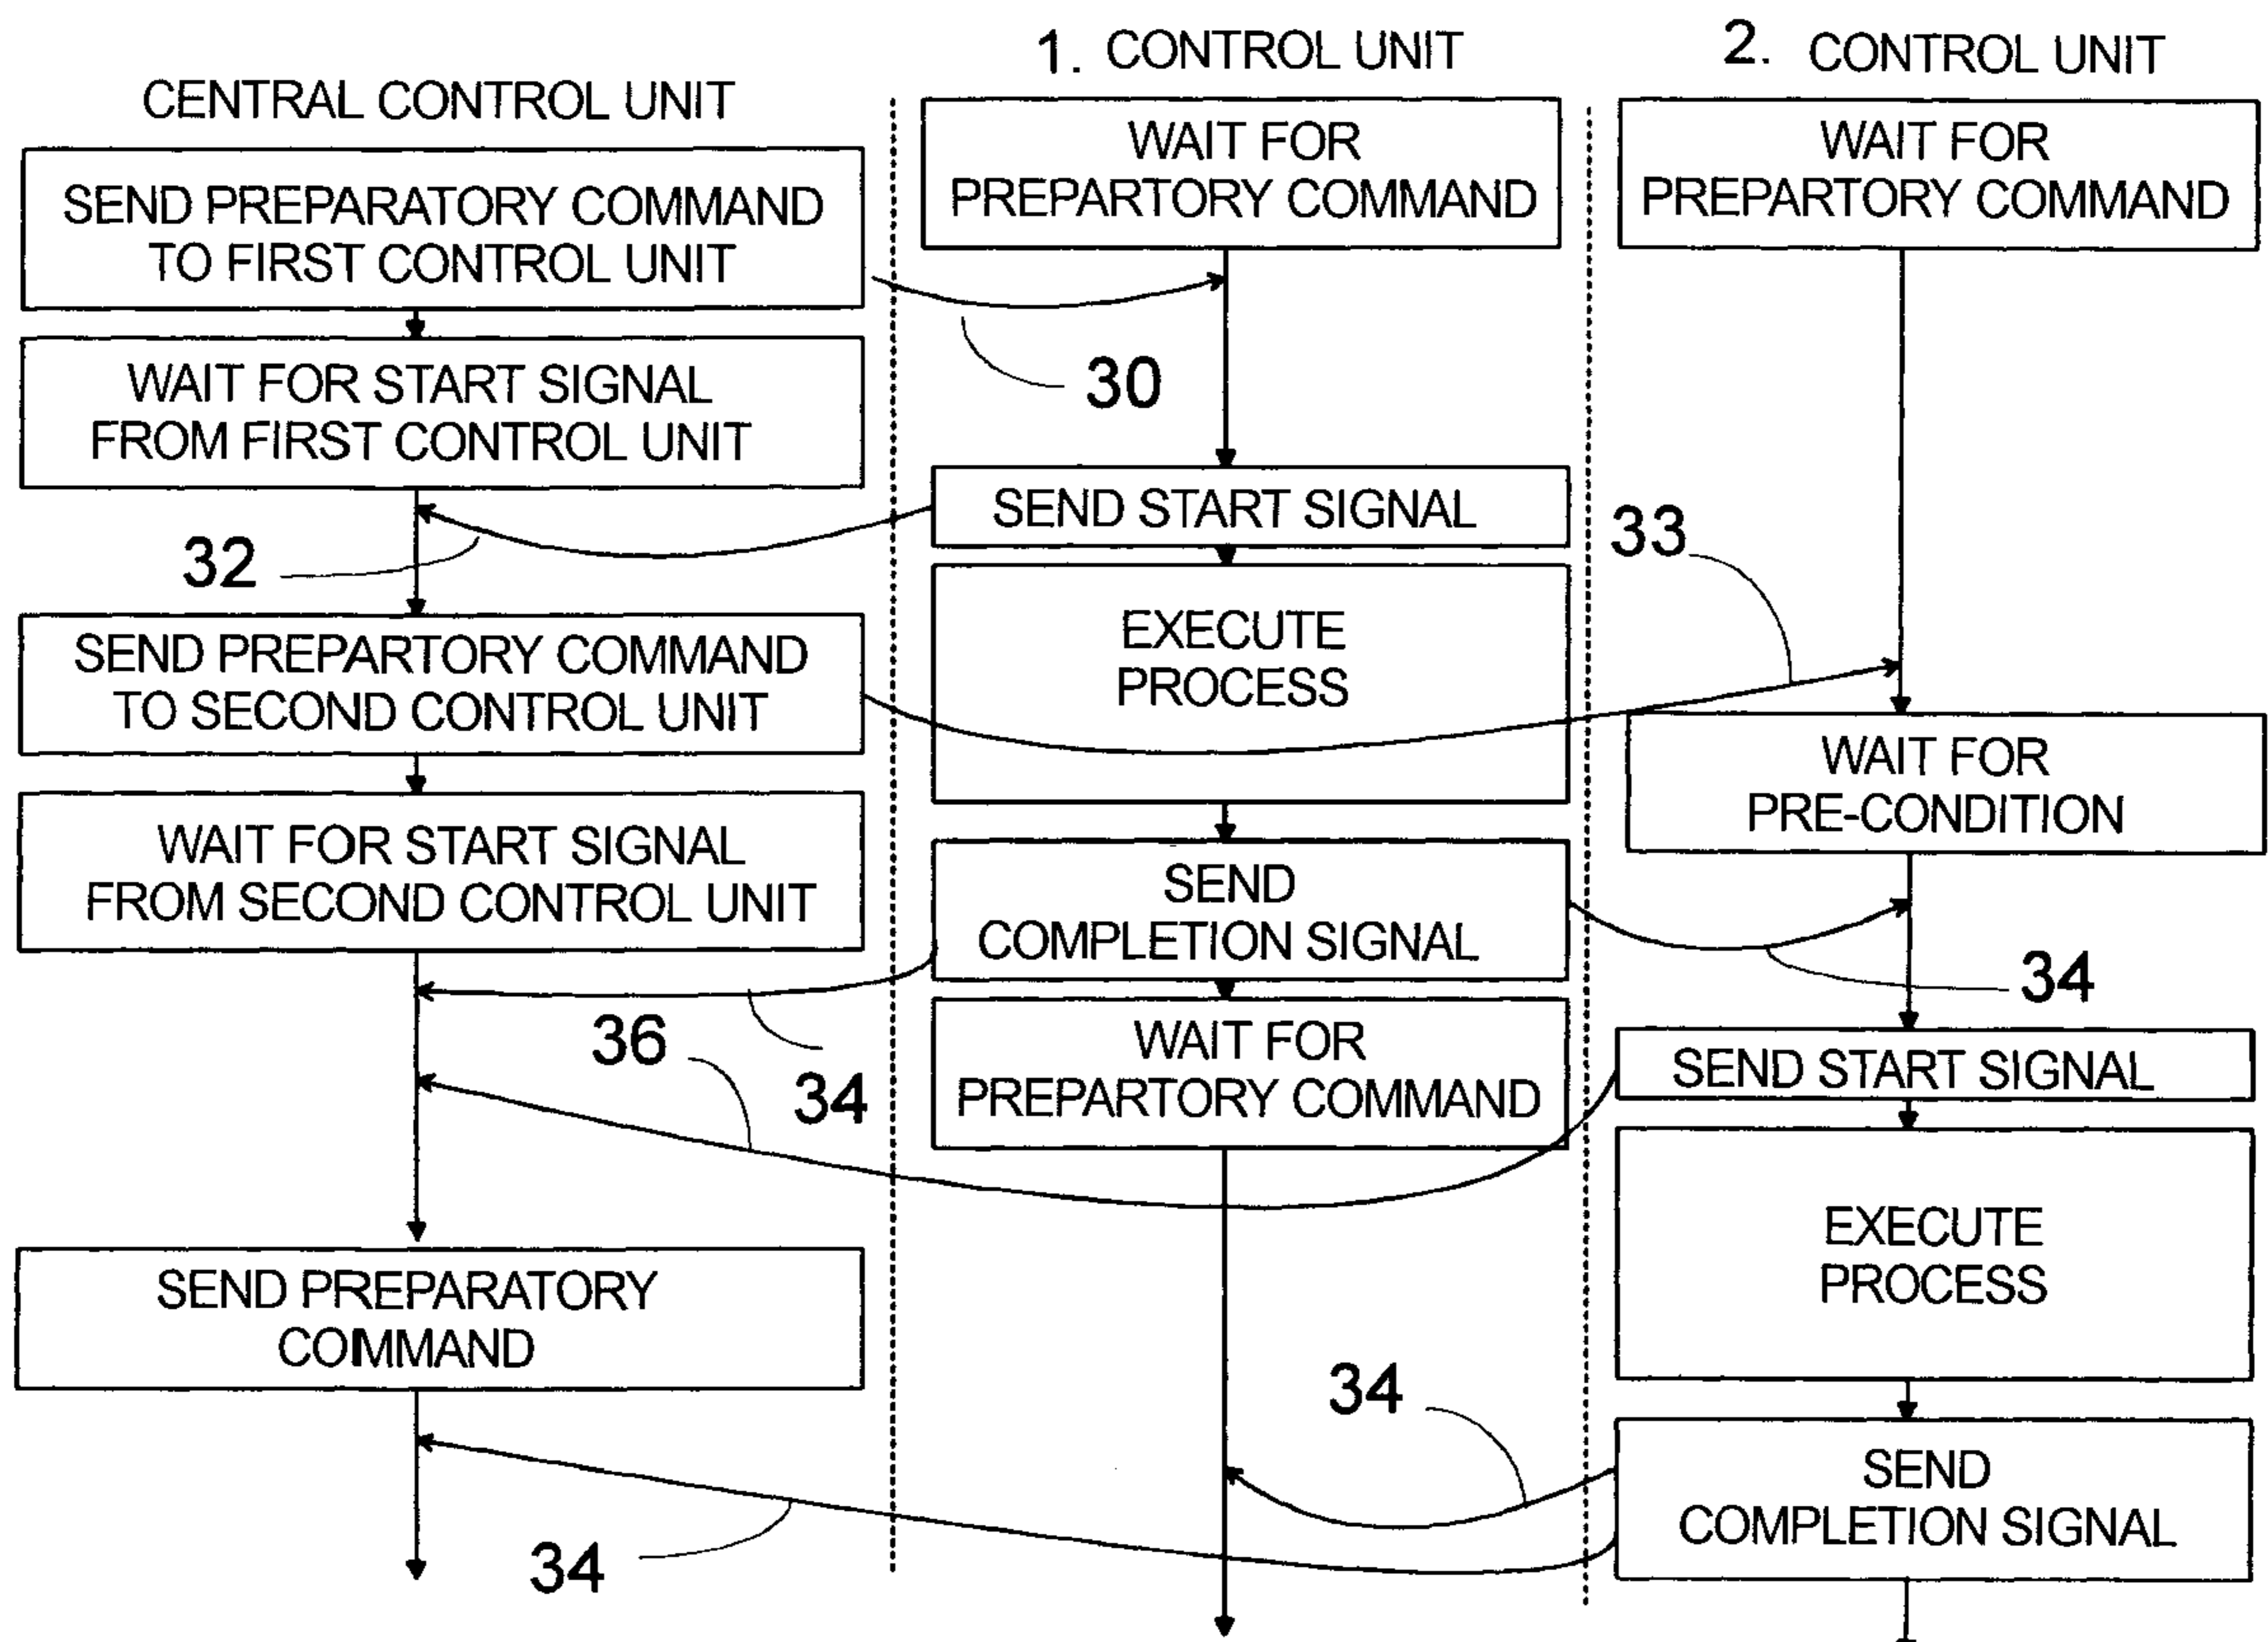 CENTRAL CONTROL UNIT
SEND PREPARATORY COMMAND
TO FIRST CONTROL UNIT
WAIT FOR START SIGNAL
FROM FIRST CONTROL UNIT
32
SEND PREPARTORY COMMAND
TO SECOND CONTROL UNIT
WAIT FOR START SIGNAL
FROM SECOND CONTROL UNIT
36
34
SEND PREPARATORY
COMMAND
34
1. CONTROL UNIT
WAIT FOR
PREPARTORY COMMAND
30
SEND START SIGNAL
EXECUTE
PROCESS
SEND
COMPLETION SIGNAL
WAIT FOR
PREPARTORY COMMAND
34
2. CONTROL UNIT
WAIT FOR
PREPARTORY COMMAND
33
WAIT FOR
PRE-CONDITION
34
SEND START SIGNAL
EXECUTE
PROCESS
SEND
COMPLETION SIGNAL